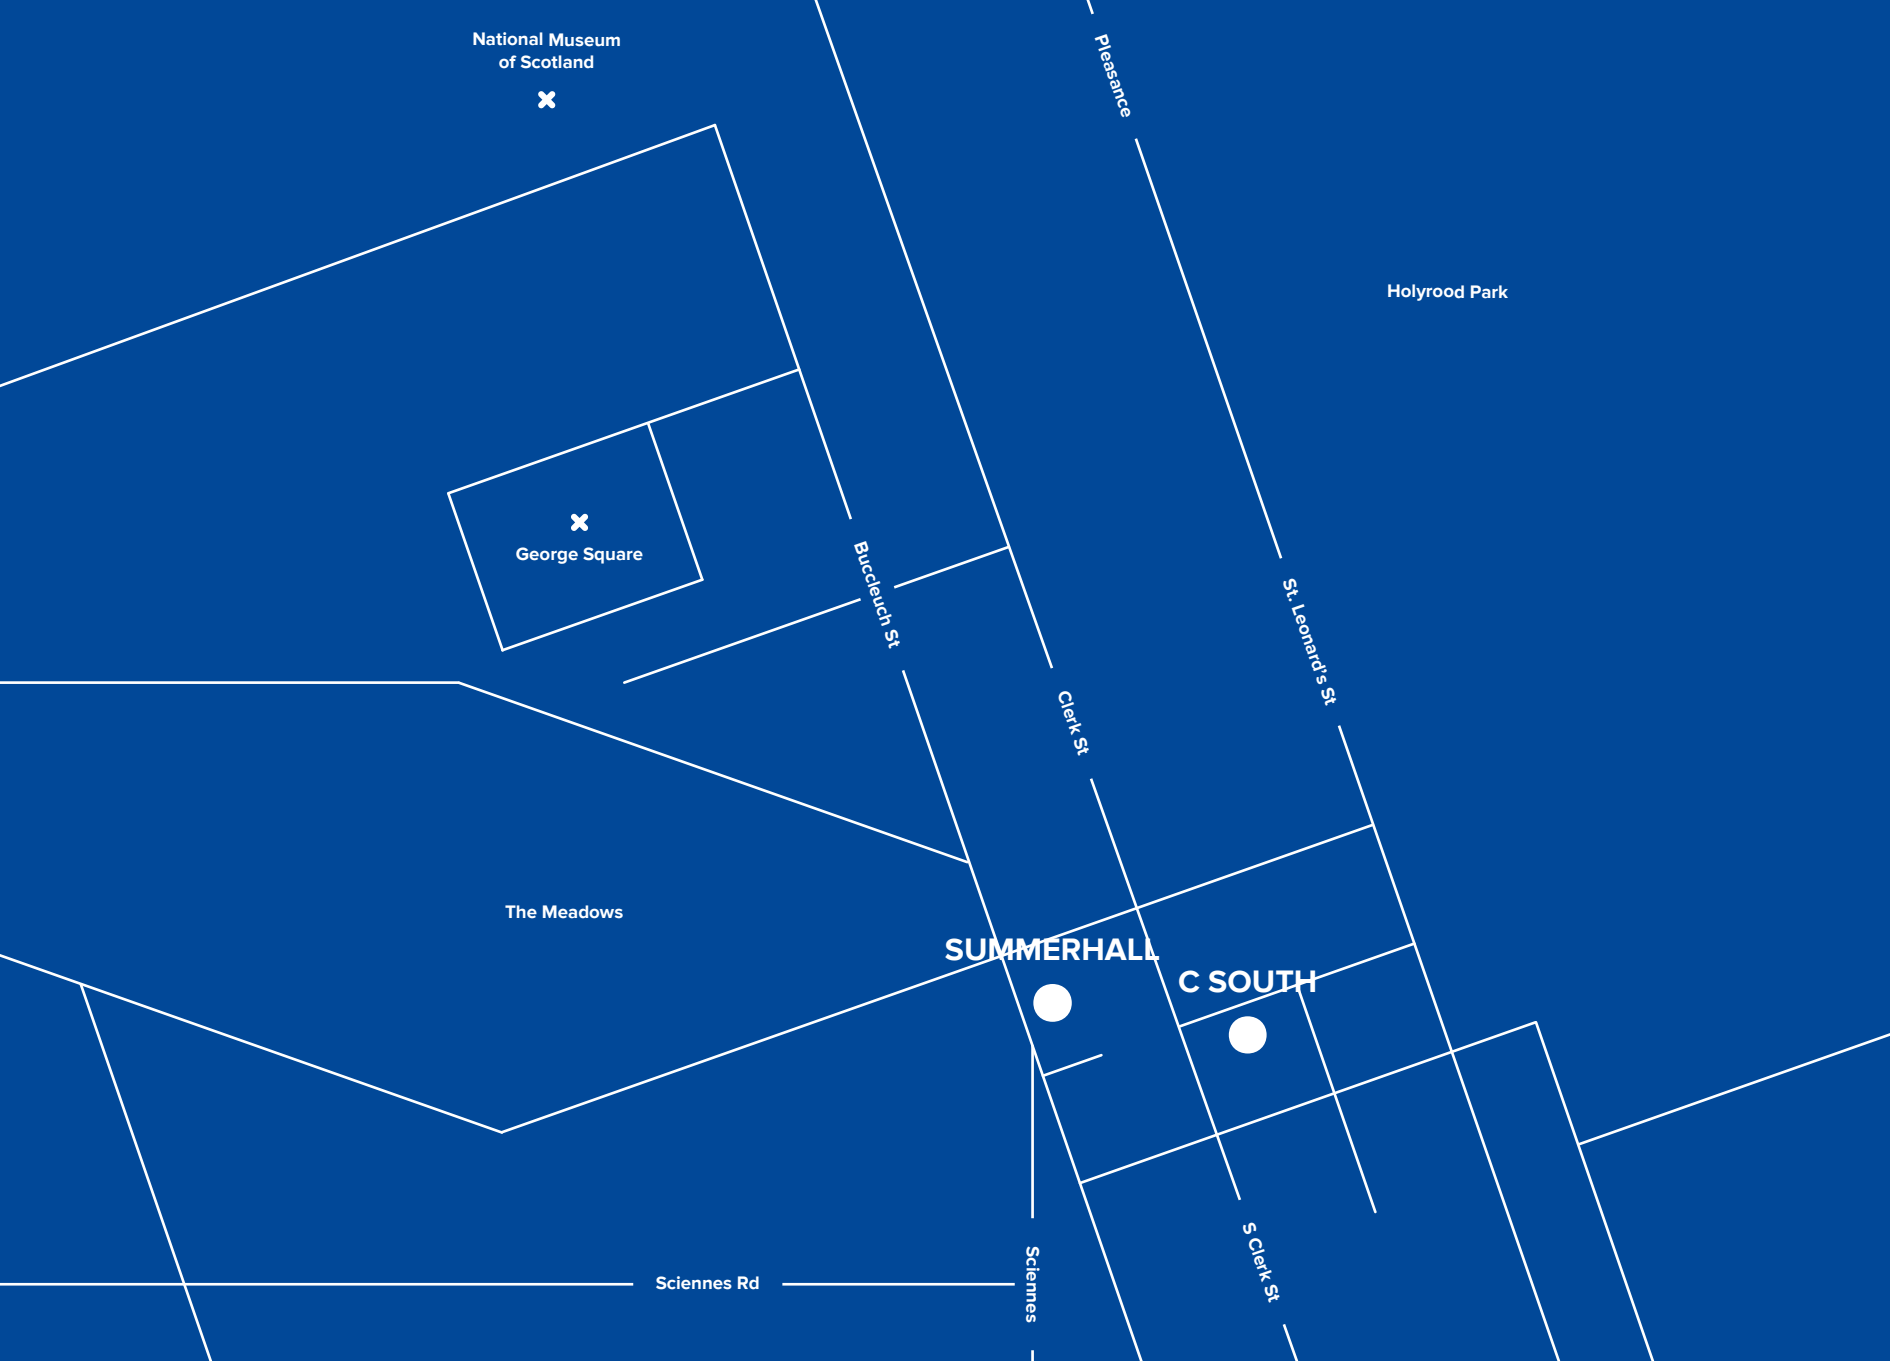 National Museum
of Scotland
Pleasance
Holyrood Park
George Square
Buccleuch St
St. Leonard's St
Clerk St
The Meadows
SUMMERHALL
C SOUTH
Sciennes Rd
Sciennes
S Clerk St